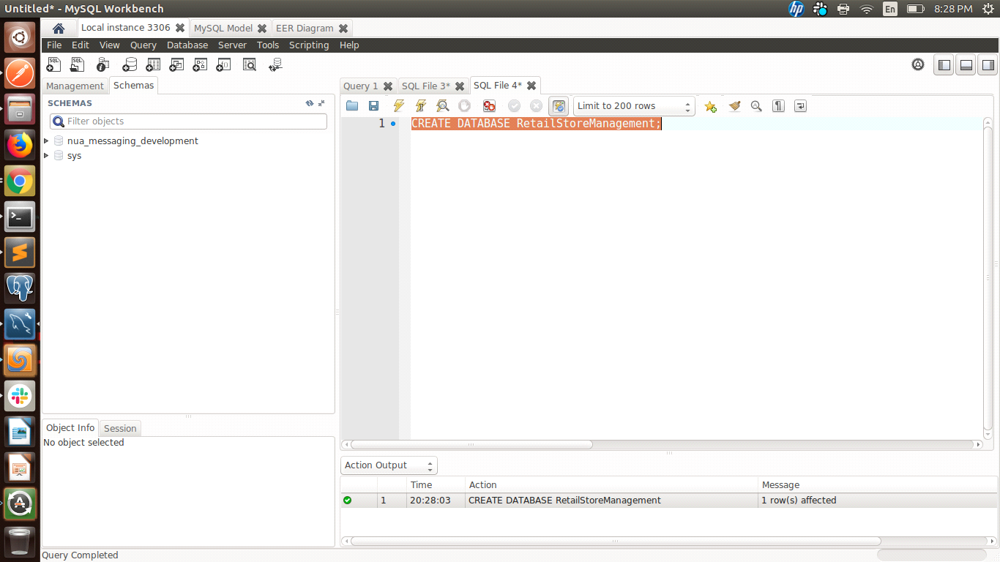 Untitled* - MySQL Workbench
En
8:28 PM
Local instance 3306
MySQL Model
EER Diagram
File Edit View Query Database Server Tools Scripting Help
Management
Schemas
Query 1
SQL File 3*
SQL File 4*
SCHEMAS
Limit to 200 rows
Filter objects
1
CREATE DATABASE RetailStoreManagement;
nua_messaging_development
sys
Object Info
Session
No object selected
Action Output
Time Action Message
1 20:28:03 CREATE DATABASE RetailStoreManagement 1 row(s) affected
Query Completed